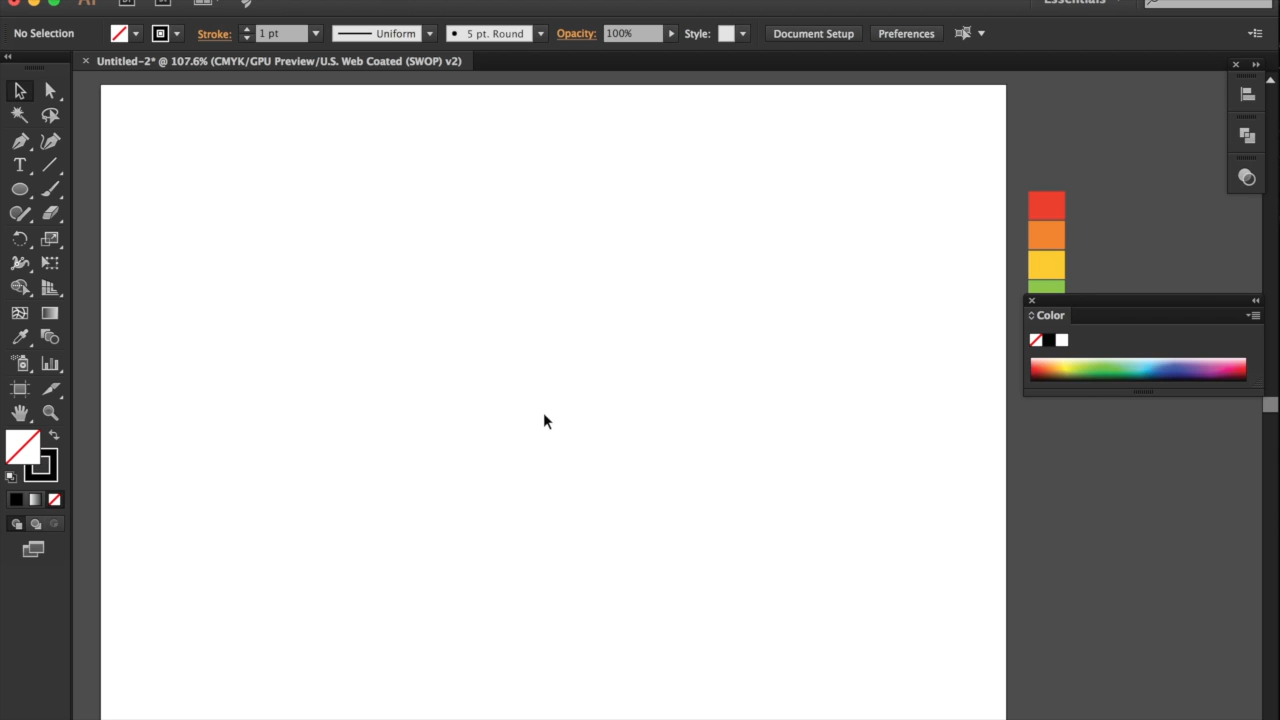 Essentials
No Selection Stroke: 1 pt Uniform 5 pt. Round Opacity: 100% Style: Document Setup Preferences
Untitled-2* @ 107.6% (CMYK/GPU Preview/U.S. Web Coated (SWOP) v2)
Color